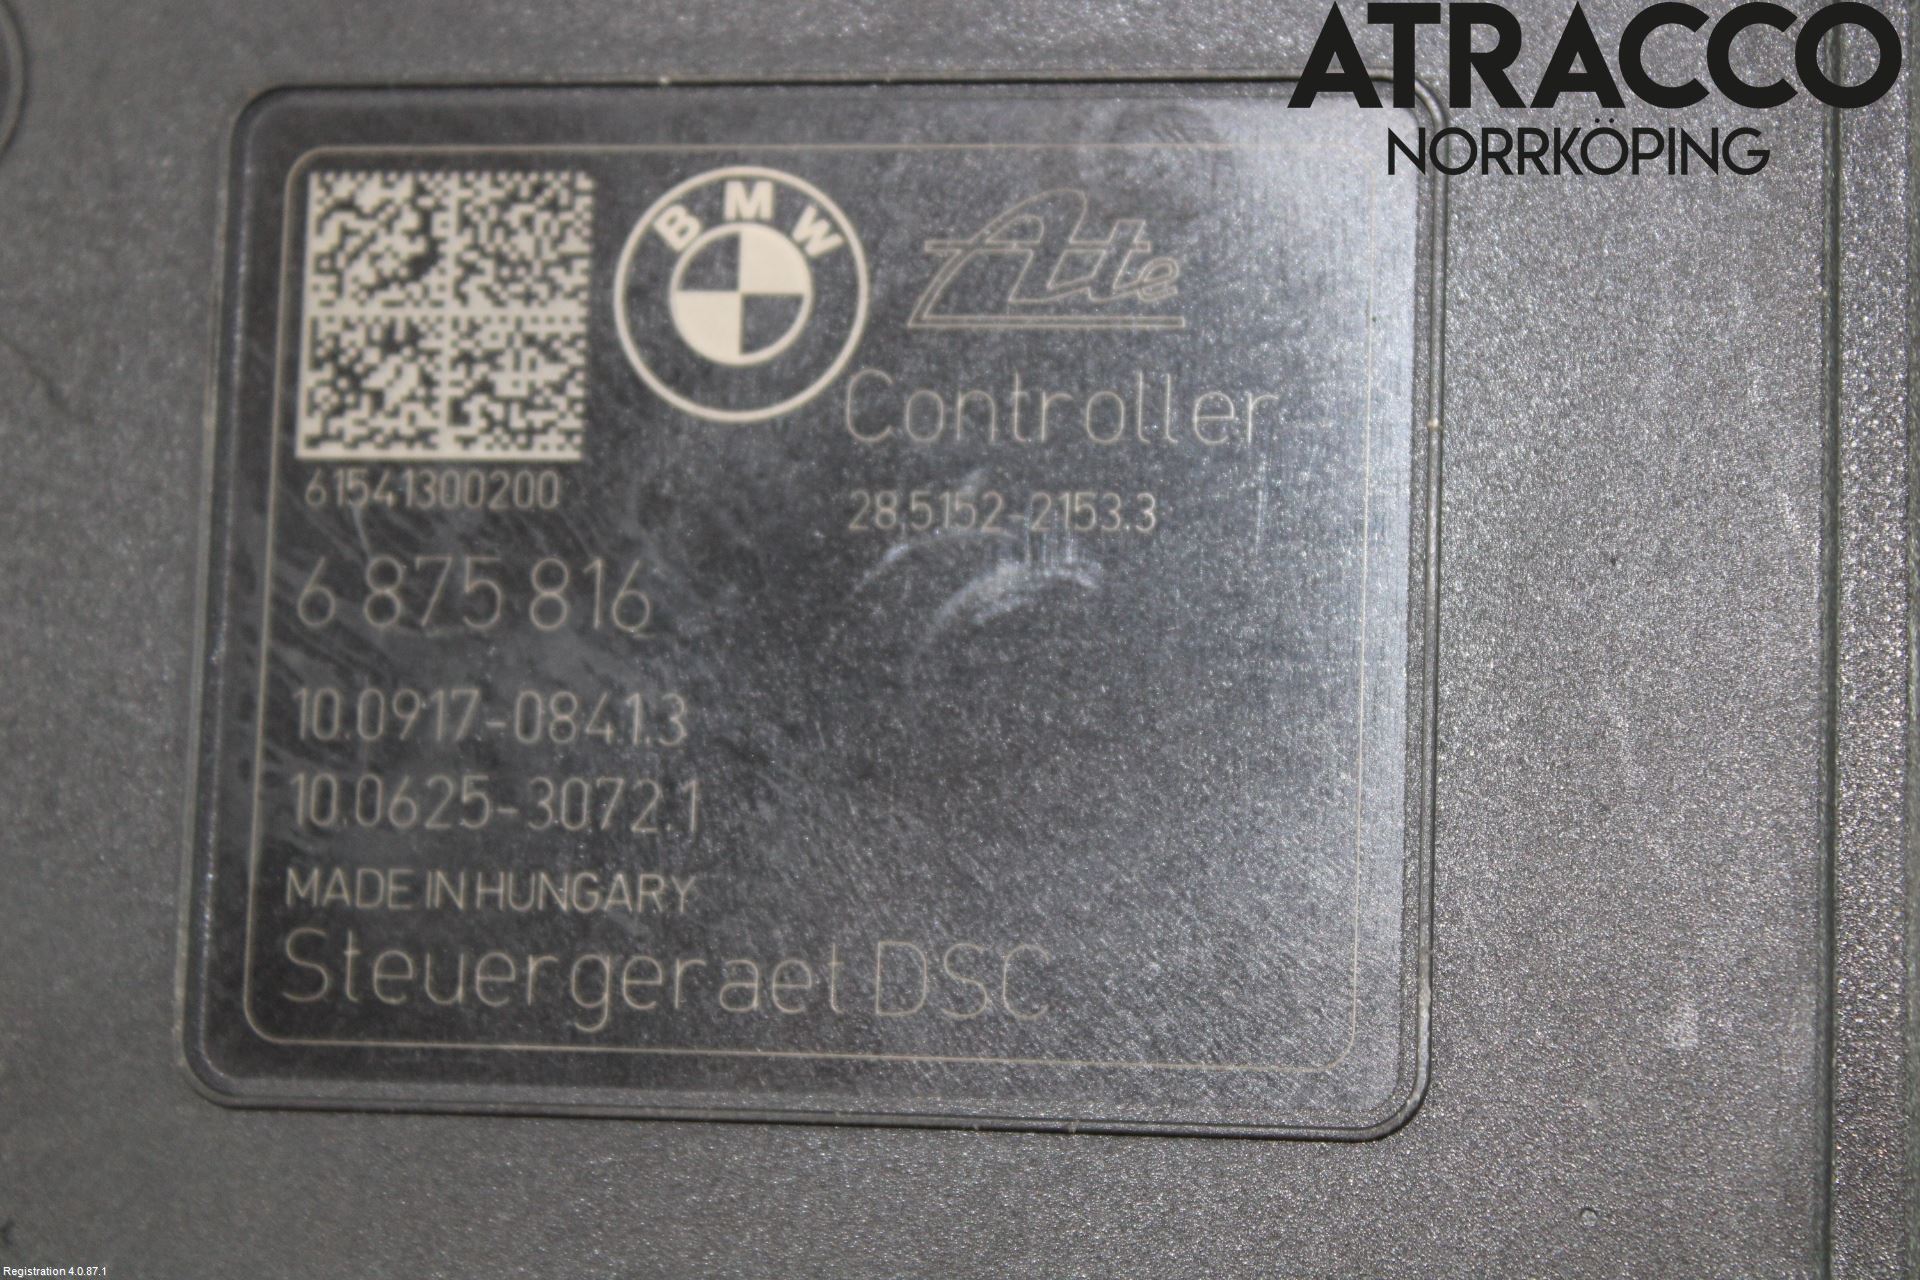 ATRACCO
NORRKÖPING
BMW
Ate
Controller
61541300200
28.5152-2153.3
6 875 816
10.0917-0841.3
10.0625-3072.1
MADE IN HUNGARY
Steuergeraet DSC
Registration 4.0.87.1